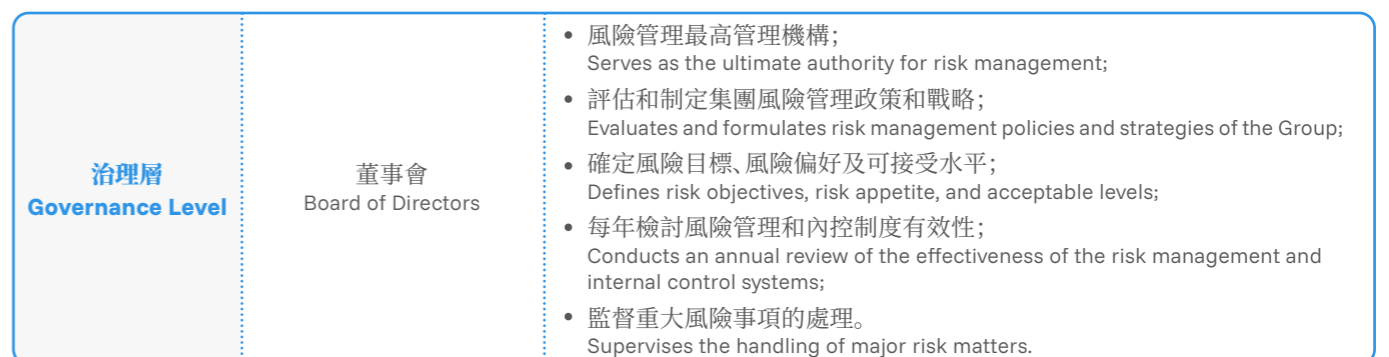 治理層
Governance Level
董事會
Board of Directors
• 風險管理最高管理機構；
Serves as the ultimate authority for risk management;
• 評估和制定集團風險管理政策和戰略；
Evaluates and formulates risk management policies and strategies of the Group;
• 確定風險目標、風險偏好及可接受水平；
Defines risk objectives, risk appetite, and acceptable levels;
• 每年檢討風險管理和內控制度有效性；
Conducts an annual review of the effectiveness of the risk management and
internal control systems;
• 監督重大風險事項的處理。
Supervises the handling of major risk matters.